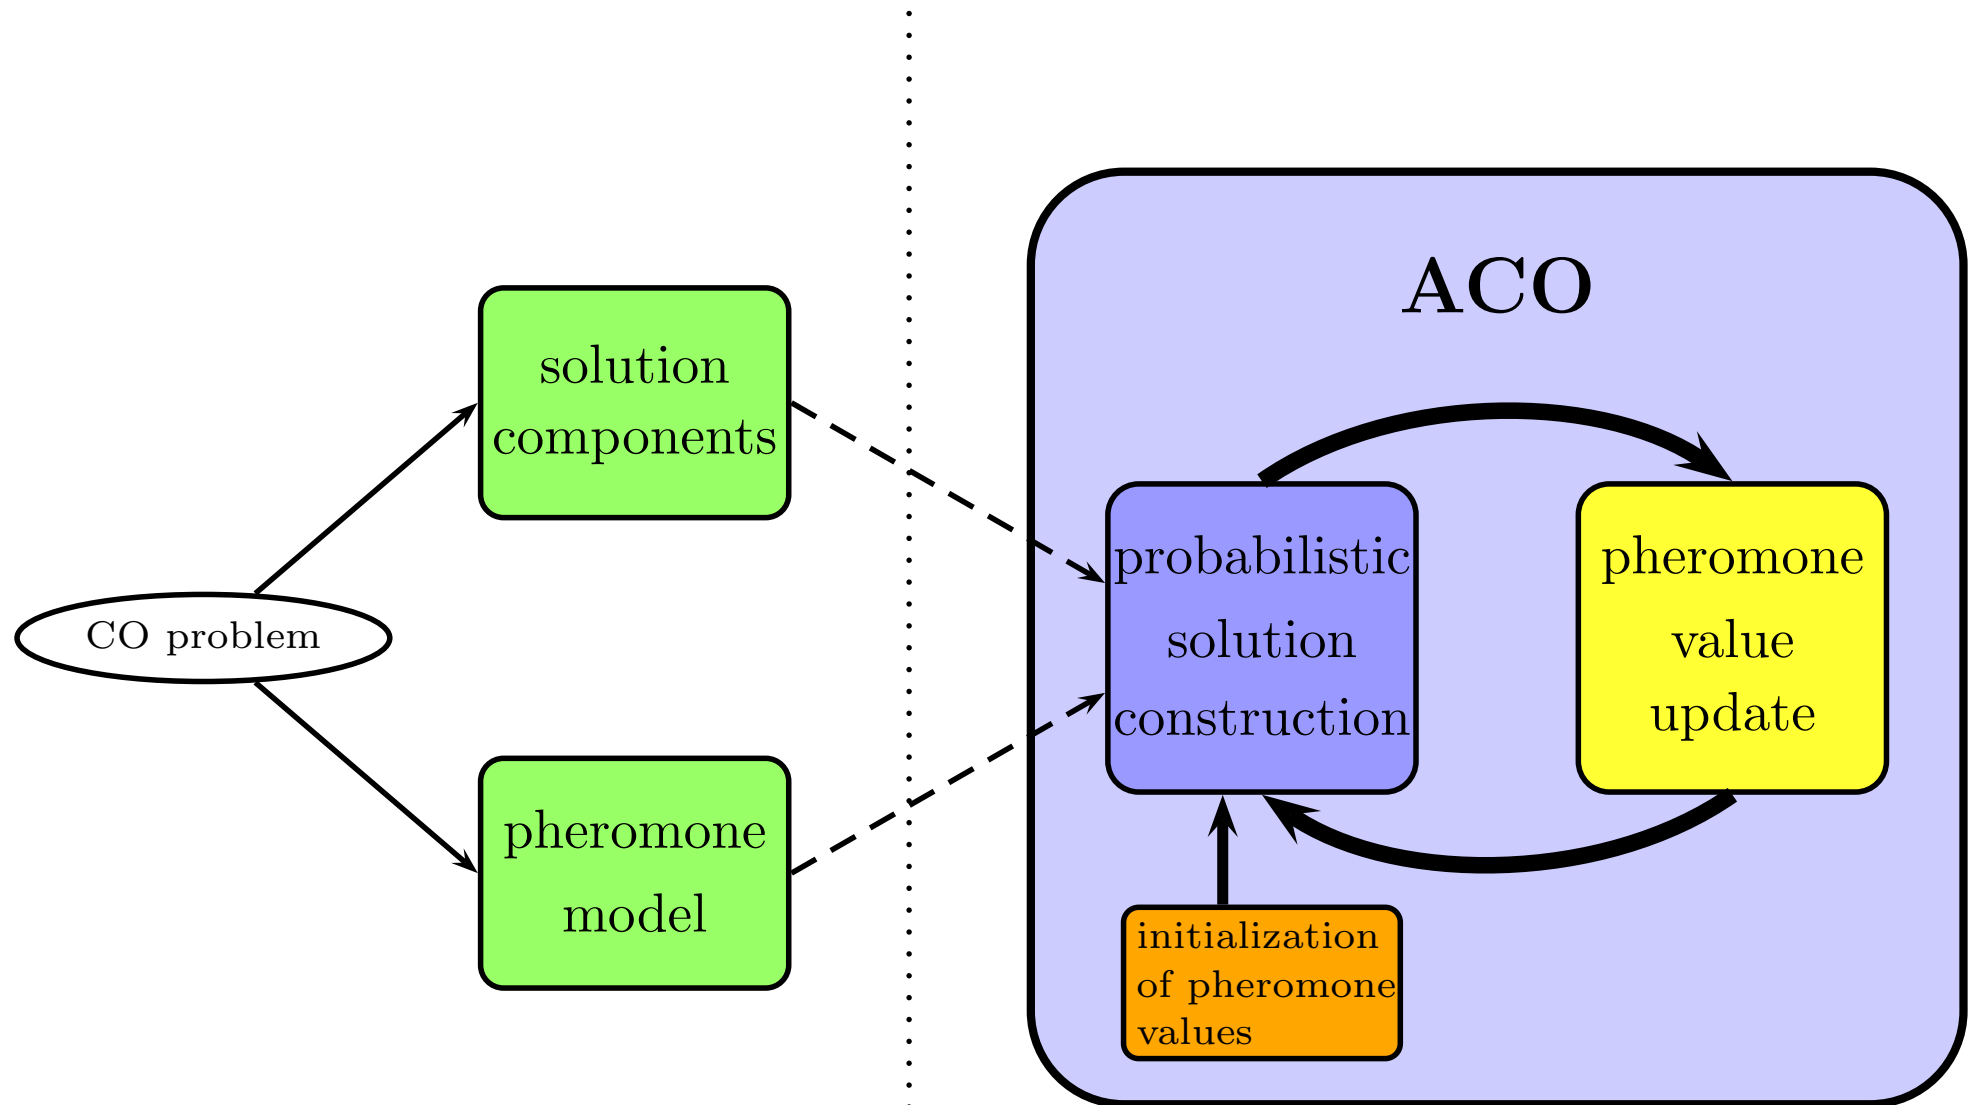 CO problem
solution
components
pheromone
model
ACO
probabilistic
solution
construction
pheromone
value
update
initialization
of pheromone
values